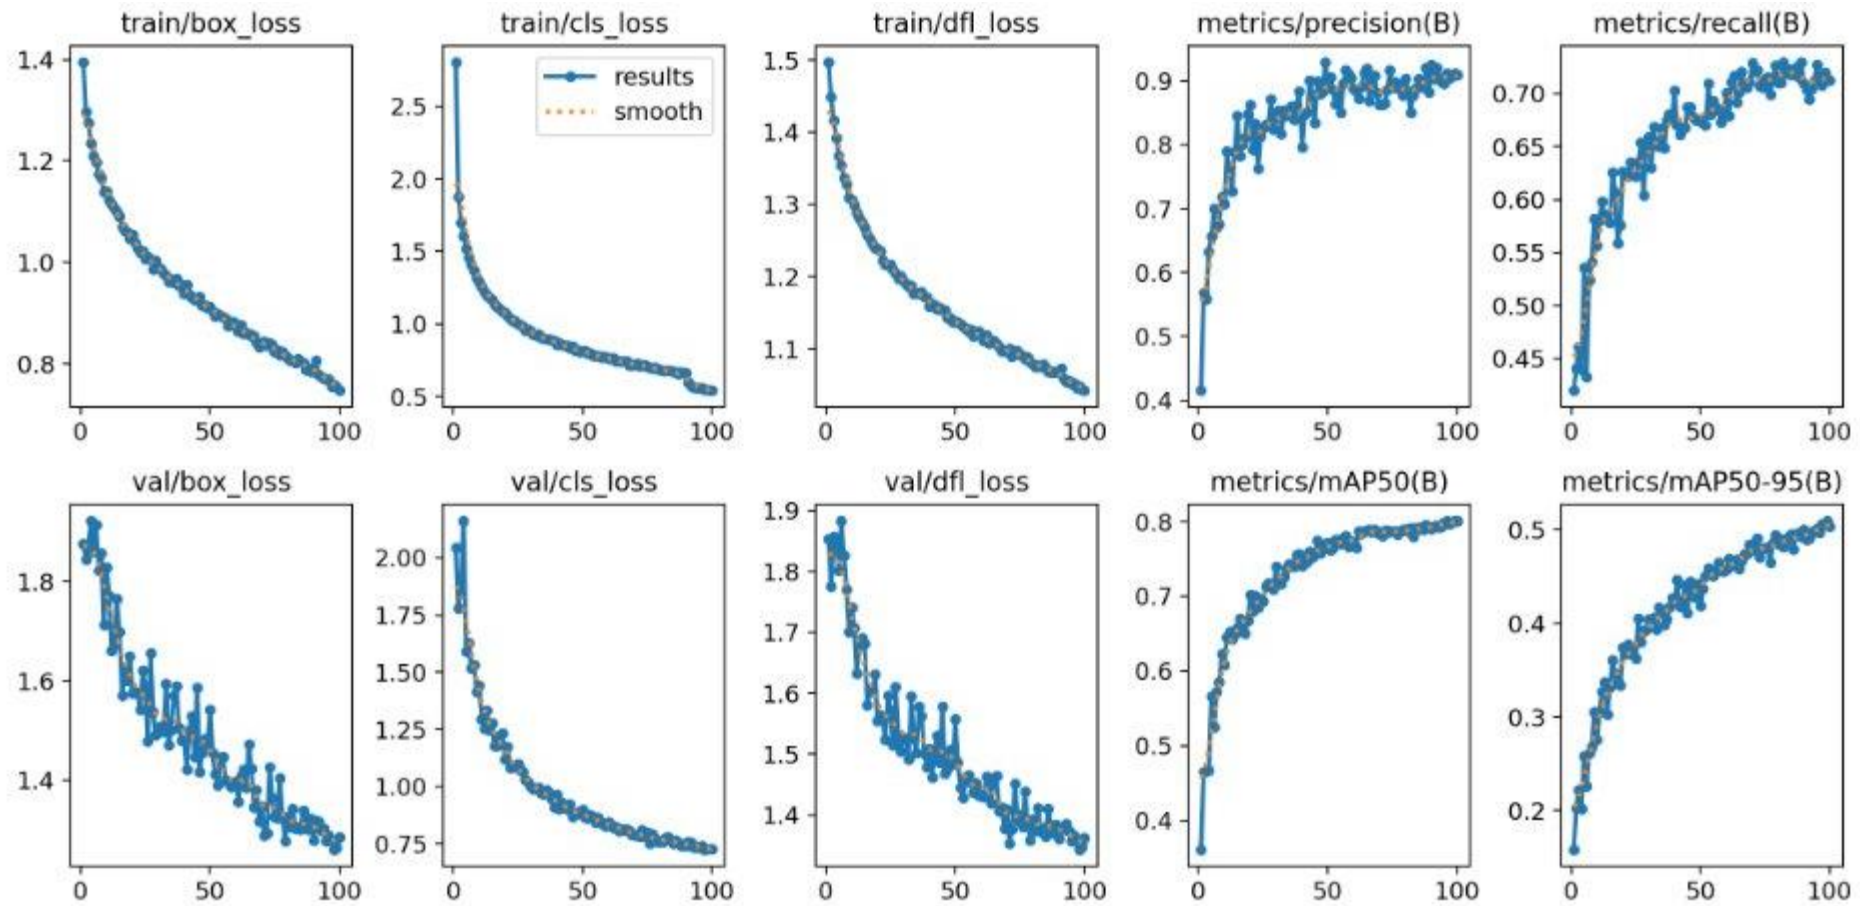 train/box_loss
1.4
1.2
1.0
0.8
0 50 100
train/cls_loss
results
smooth
2.5
2.0
1.5
1.0
0.5
0 50 100
train/dfl_loss
1.5
1.4
1.3
1.2
1.1
0 50 100
metrics/precision(B)
0.9
0.8
0.7
0.6
0.5
0.4
0 50 100
metrics/recall(B)
0.70
0.65
0.60
0.55
0.50
0.45
0 50 100
val/box_loss
1.8
1.6
1.4
0 50 100
val/cls_loss
2.00
1.75
1.50
1.25
1.00
0.75
0 50 100
val/dfl_loss
1.9
1.8
1.7
1.6
1.5
1.4
0 50 100
metrics/mAP50(B)
0.8
0.7
0.6
0.5
0.4
0 50 100
metrics/mAP50-95(B)
0.5
0.4
0.3
0.2
0 50 100